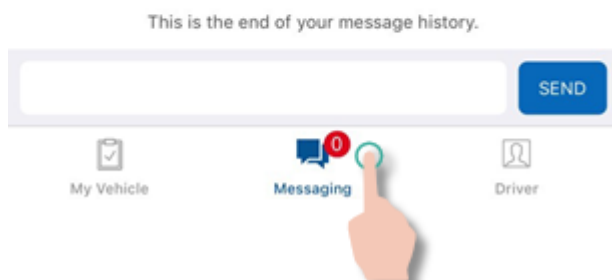 This is the end of your message history.
SEND
0
My Vehicle
Messaging
Driver